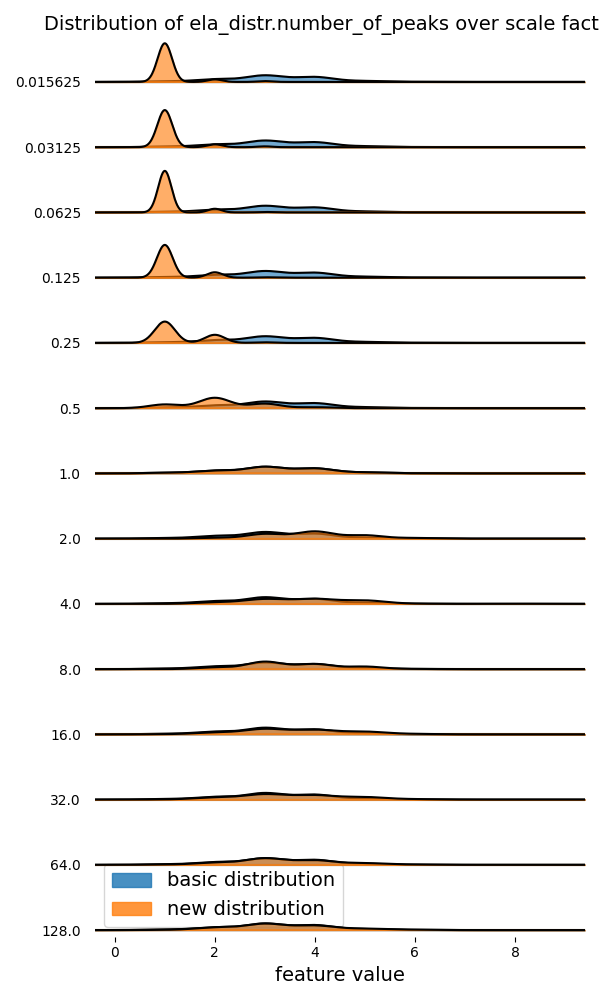 Distribution of ela_distr.number_of_peaks over scale fact
0.015625
0.03125
0.0625
0.125
0.25
0.5
1.0
2.0
4.0
8.0
16.0
32.0
64.0
basic distribution
new distribution
128.0
0 2 4 6 8
feature value